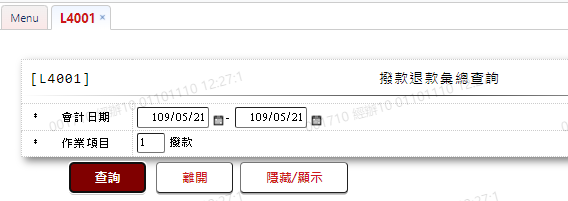 Menu L4001 ×
[L4001] 撥款退款彙總查詢
* 會計日期 109/05/21 - 109/05/21
* 作業項目 1 撥款
查詢 離開 隱藏/顯示